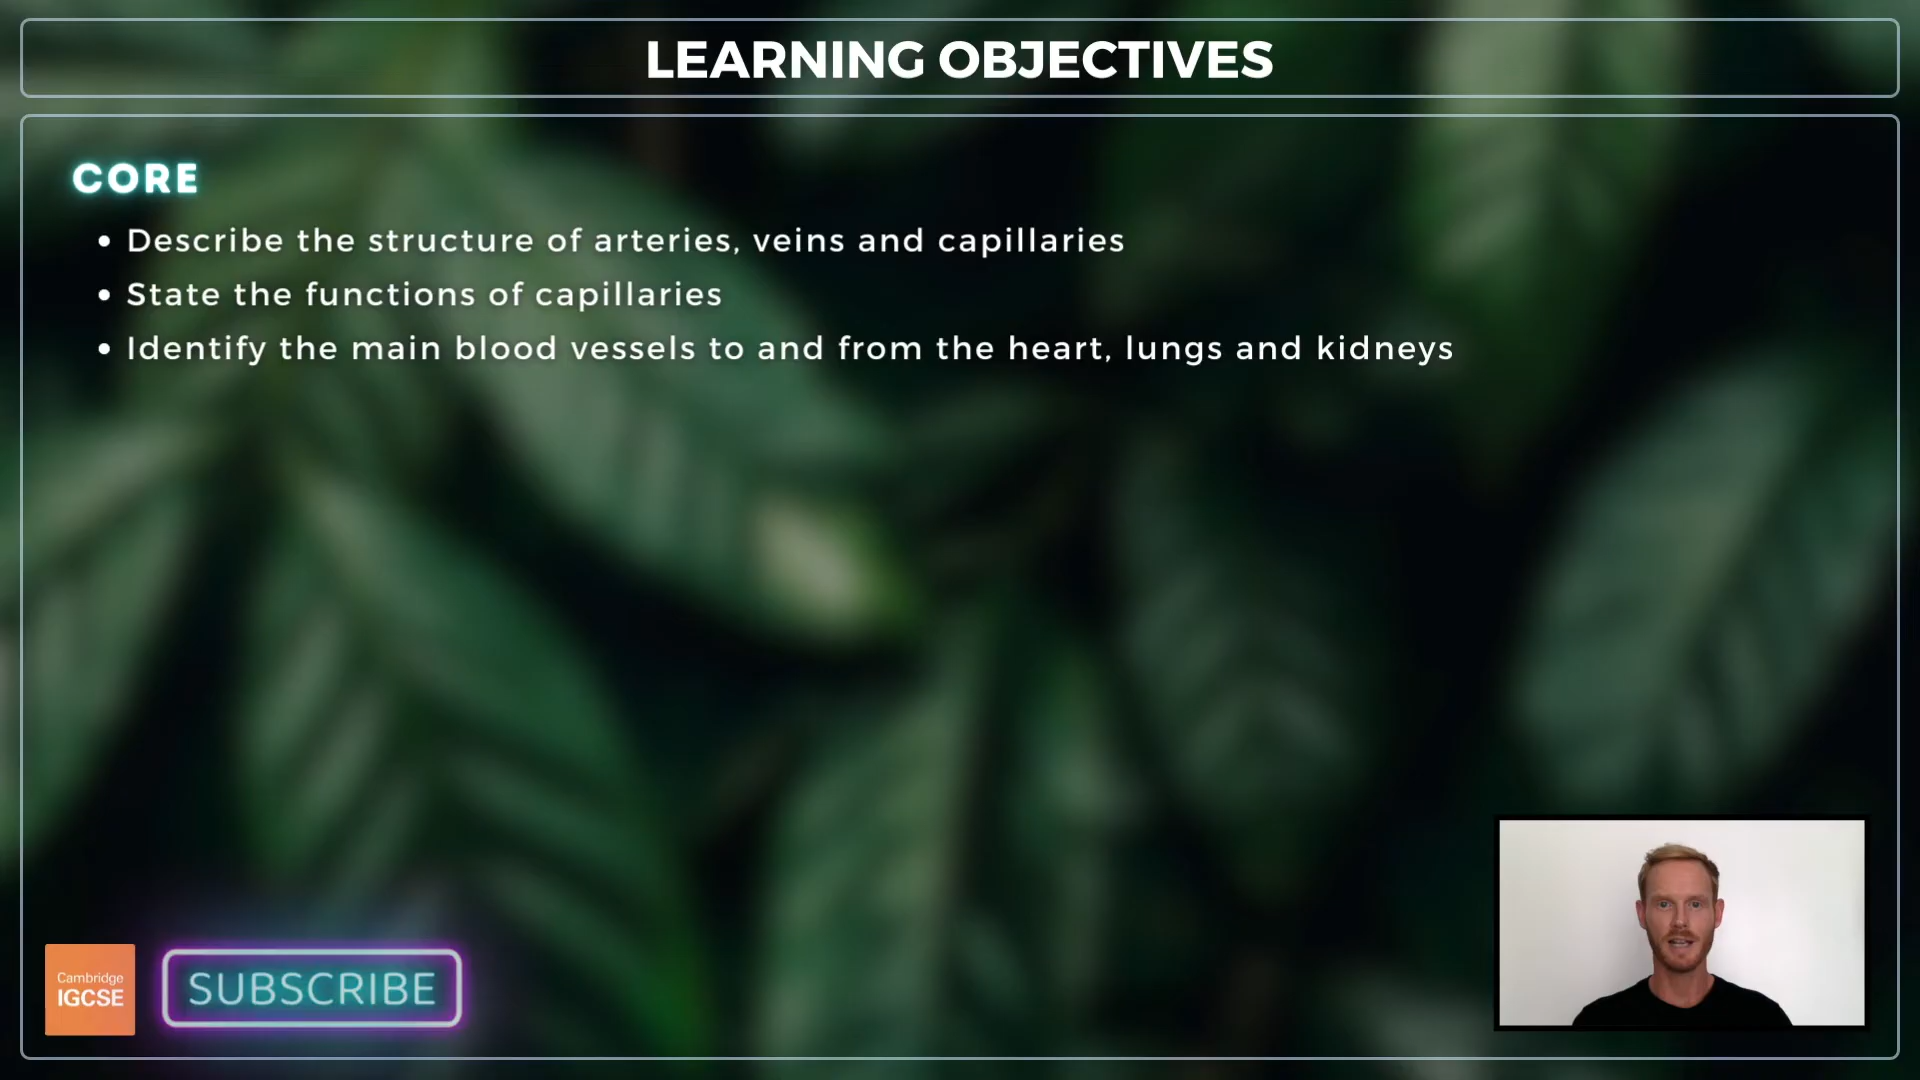 LEARNING OBJECTIVES
CORE
• Describe the structure of arteries, veins and capillaries
• State the functions of capillaries
• Identify the main blood vessels to and from the heart, lungs and kidneys
Cambridge
IGCSE
SUBSCRIBE